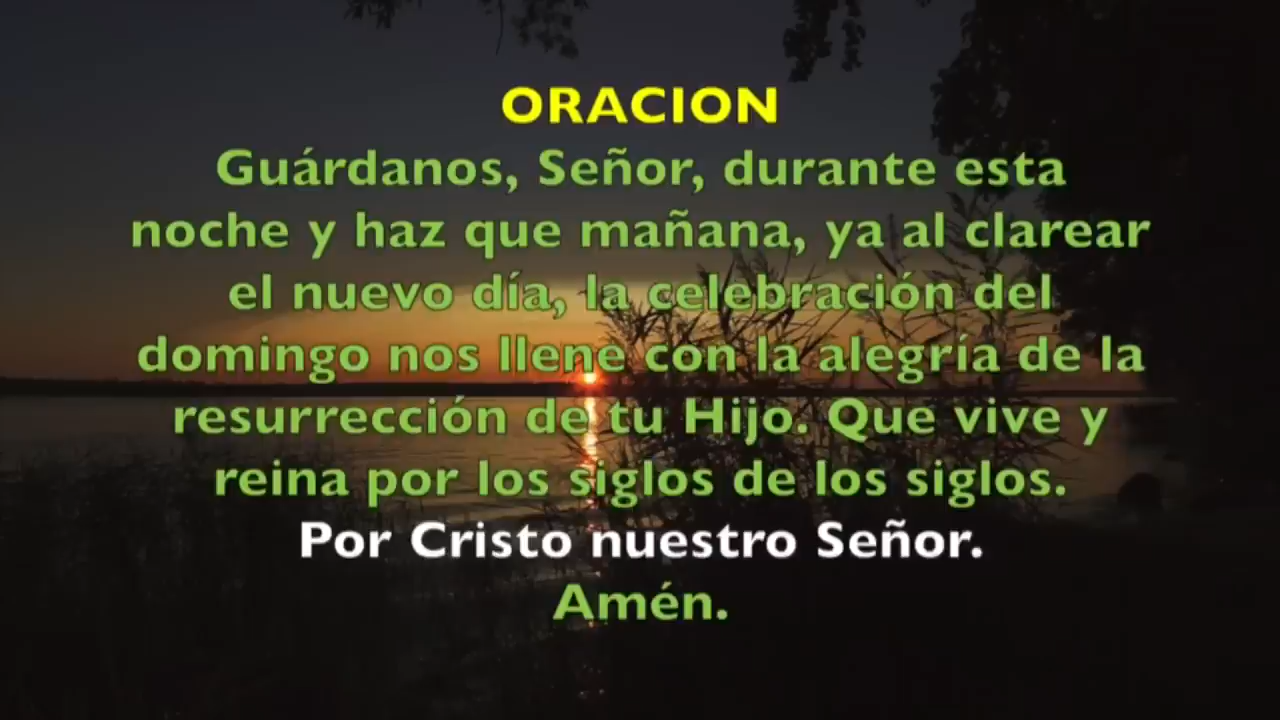 ORACION
Guárdanos, Señor, durante esta
noche y haz que mañana, ya al clarear
el nuevo día, la celebración del
domingo nos llene con la alegría de la
resurrección de tu Hijo. Que vive y
reina por los siglos de los siglos.
Por Cristo nuestro Señor.
Amén.